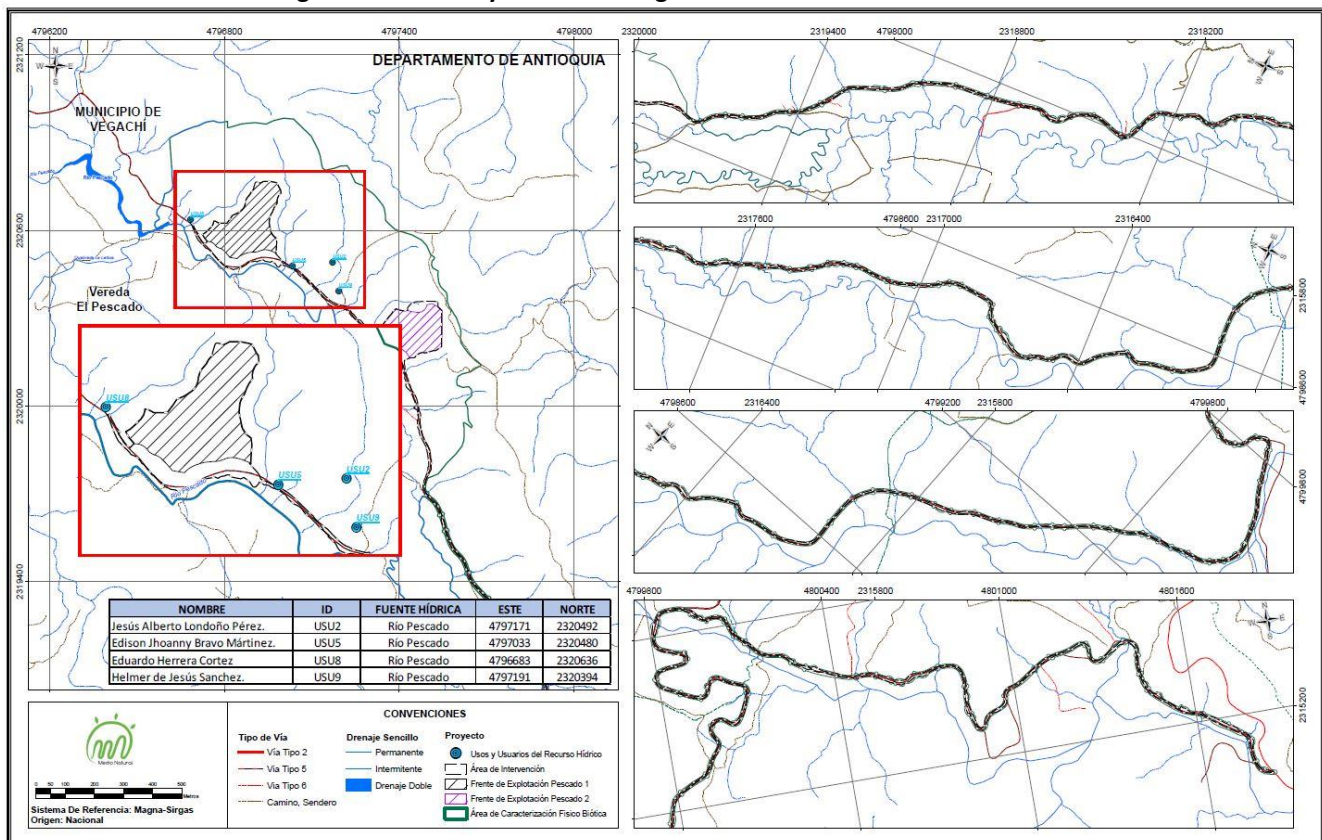 4796200 4796800 4797400 4798000
2321200
2320600
2320000
2319400
N
W E
S
DEPARTAMENTO DE ANTIOQUIA
MUNICIPIO DE
VEGACHÍ
Río Pescado
Vereda
El Pescado
USU8
USU5
USU2
USU9
Río Pescado
NOMBRE ID FUENTE HÍDRICA ESTE NORTE
Jesús Alberto Londoño Pérez. USU2 Río Pescado 4797171 2320492
Edison Jhoanny Bravo Mártinez. USU5 Río Pescado 4797033 2320480
Eduardo Herrera Cortez USU8 Río Pescado 4796683 2320636
Helmer de Jesús Sanchez. USU9 Río Pescado 4797191 2320394
2320000 2319400 4798000 2318800 2318200
N
W E
S
2317600 4798600 2317000 2316400
2315800
4798600
N
W E
S
4798600 2316400 4799200 2315800 4799800
4799800
N
W E
S
4799800 4800400 2315800 4801000 4801600
2315200
N
W E
S
Medio Natural
0 50 100 200 300 400 500
Metros
Sistema De Referencia: Magna-Sirgas
Origen: Nacional
CONVENCIONES
Tipo de Vía
Vía Tipo 2
Vía Tipo 5
Vía Tipo 6
Camino, Sendero
Drenaje Sencillo
Permanente
Intermitente
Drenaje Doble
Proyecto
Usos y Usuarios del Recurso Hídrico
Área de Intervención
Frente de Explotación Pescado 1
Frente de Explotación Pescado 2
Área de Caracterización Físico Biótica